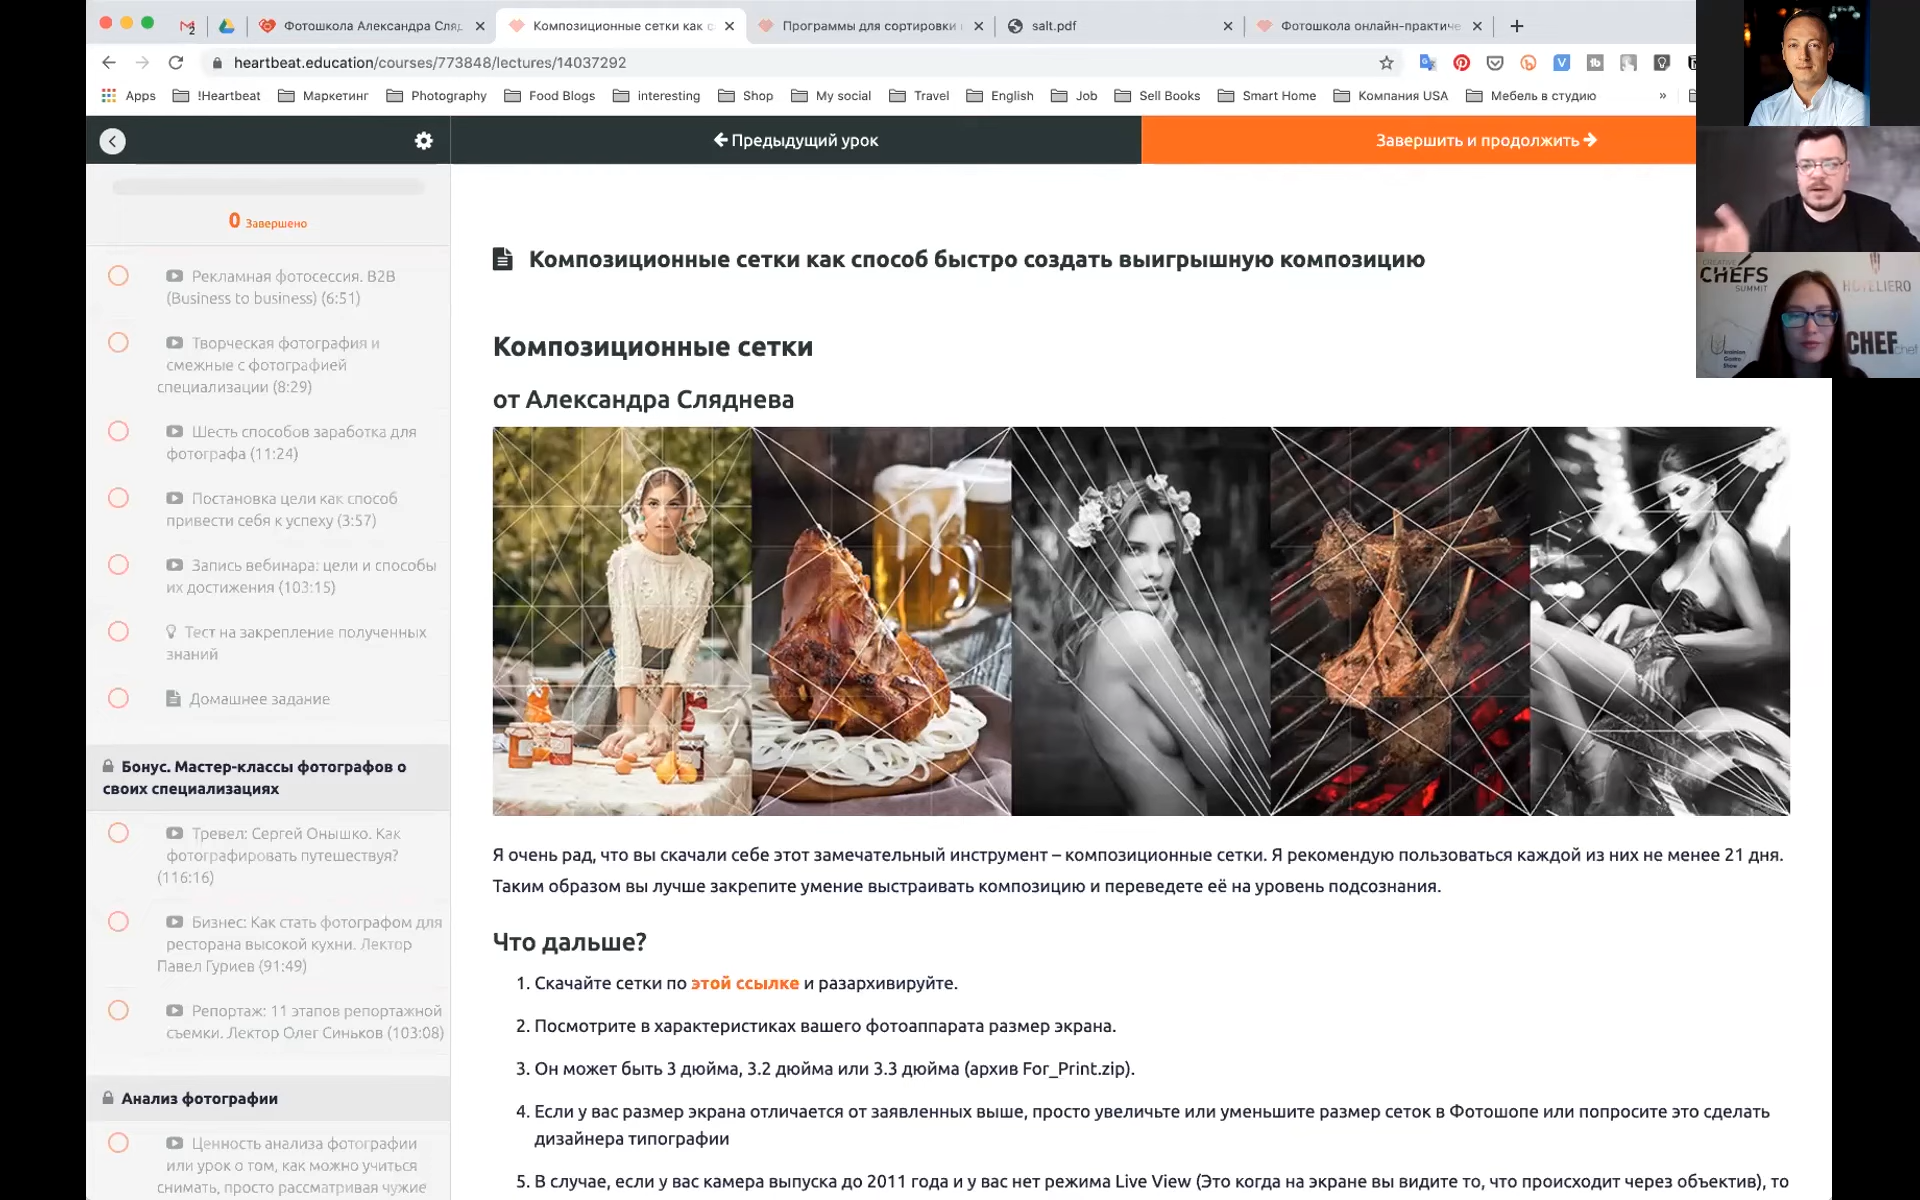 2
Фотошкола Александра Сляд
Композиционные сетки как с
Программы для сортировки
salt.pdf
Фотошкола онлайн-практиче
heartbeat.education/courses/773848/lectures/14037292
Apps
!Heartbeat
Маркетинг
Photography
Food Blogs
interesting
Shop
My social
Travel
English
Job
Sell Books
Smart Home
Компания USA
Мебель в студию
»
Предыдущий урок
Завершить и продолжить
0 Завершено
Рекламная фотосессия. B2B
(Business to business) (6:51)
Творческая фотография и
смежные с фотографией
специализации (8:29)
Шесть способов заработка для
фотографа (11:24)
Постановка цели как способ
привести себя к успеху (3:57)
Запись вебинара: цели и способы
их достижения (103:15)
Тест на закрепление полученных
знаний
Домашнее задание
Бонус. Мастер-классы фотографов о
своих специализациях
Тревел: Сергей Онышко. Как
фотографировать путешествуя?
(116:16)
Бизнес: Как стать фотографом для
ресторана высокой кухни. Лектор
Павел Гуриев (91:49)
Репортаж: 11 этапов репортажной
съемки. Лектор Олег Синьков (103:08)
Анализ фотографии
Ценность анализа фотографии
или урок о том, как можно учиться
снимать, просто рассматривая чужие
Композиционные сетки как способ быстро создать выигрышную композицию
Композиционные сетки
от Александра Сляднева
Я очень рад, что вы скачали себе этот замечательный инструмент – композиционные сетки. Я рекомендую пользоваться каждой из них не менее 21 дня.
Таким образом вы лучше закрепите умение выстраивать композицию и переведете её на уровень подсознания.
Что дальше?
1. Скачайте сетки по этой ссылке и разархивируйте.
2. Посмотрите в характеристиках вашего фотоаппарата размер экрана.
3. Он может быть 3 дюйма, 3.2 дюйма или 3.3 дюйма (архив For_Print.zip).
4. Если у вас размер экрана отличается от заявленных выше, просто увеличьте или уменьшите размер сеток в Фотошопе или попросите это сделать
дизайнера типографии
5. В случае, если у вас камера выпуска до 2011 года и у вас нет режима Live View (Это когда на экране вы видите то, что происходит через объектив), то
CHEFS
SUMMIT
HOTELIERO
Ukrainian
Gastro
Show
CHEF
chef